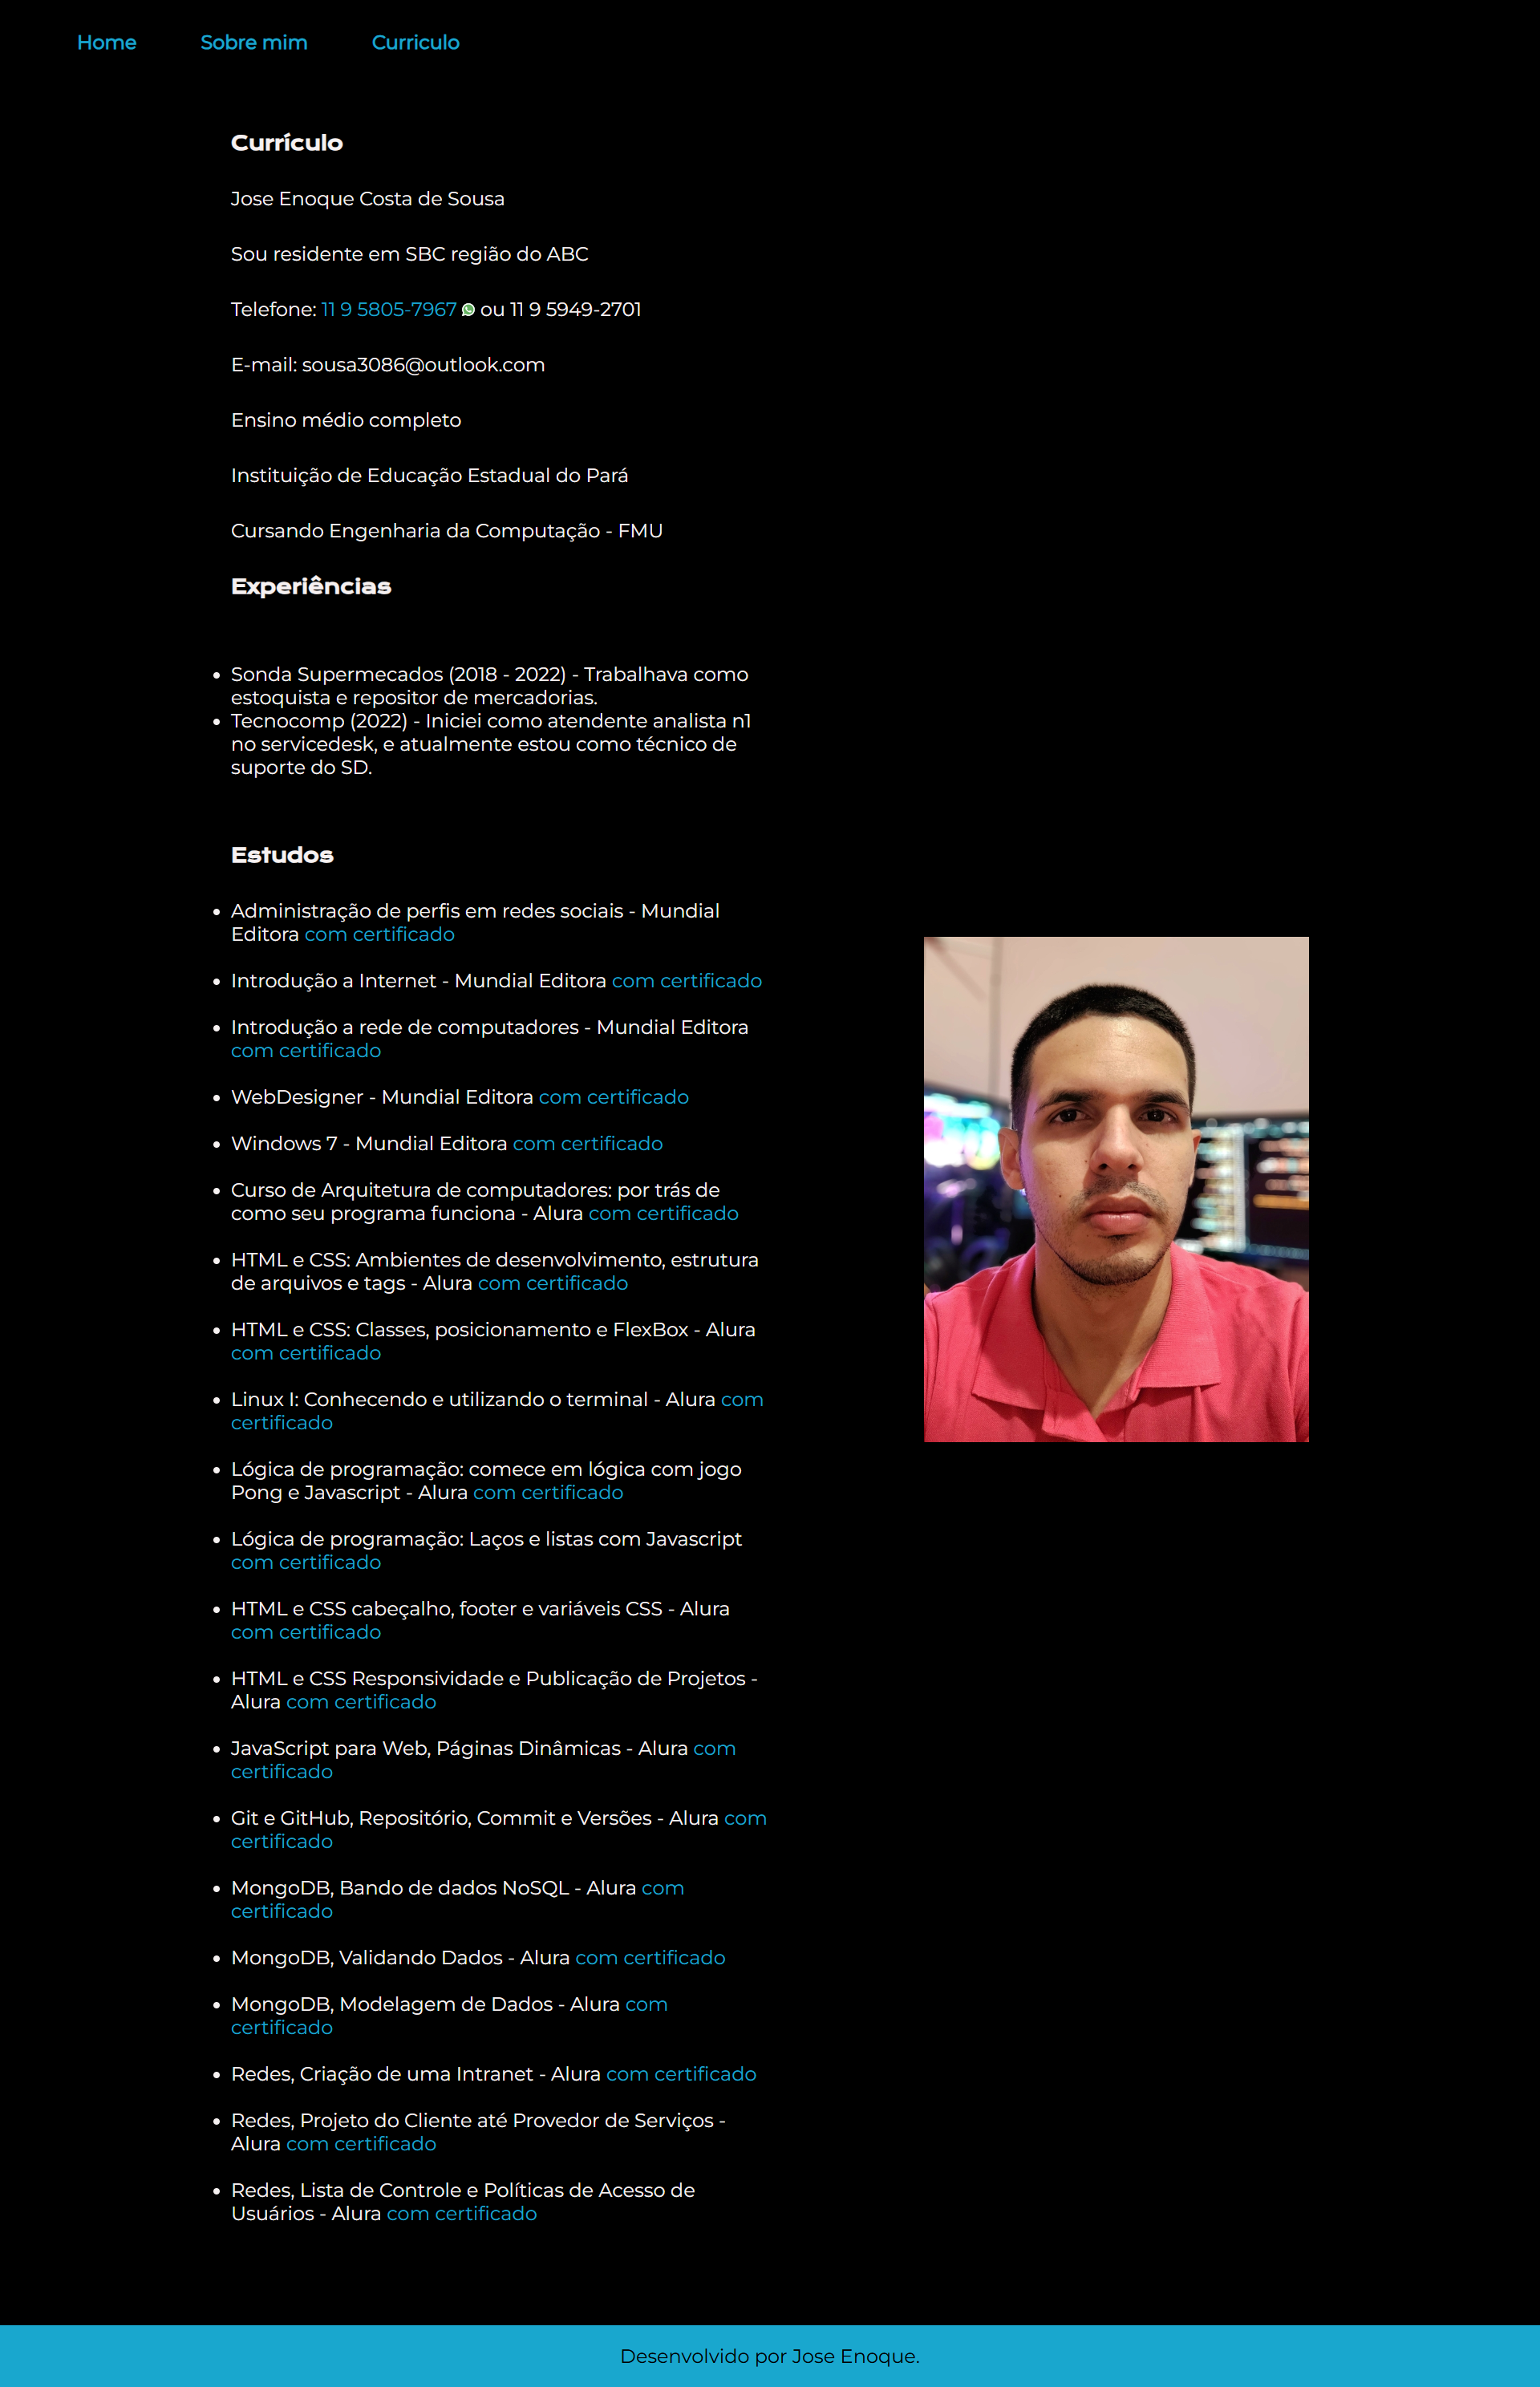 Home Sobre mim Curriculo
Currículo
Jose Enoque Costa de Sousa
Sou residente em SBC região do ABC
Telefone: 11 9 5805-7967 ou 11 9 5949-2701
E-mail: sousa3086@outlook.com
Ensino médio completo
Instituição de Educação Estadual do Pará
Cursando Engenharia da Computação - FMU
Experiências
Sonda Supermecados (2018 - 2022) - Trabalhava como
estoquista e repositor de mercadorias.
Tecnocomp (2022) - Iniciei como atendente analista n1
no servicedesk, e atualmente estou como técnico de
suporte do SD.
Estudos
Administração de perfis em redes sociais - Mundial
Editora com certificado
Introdução a Internet - Mundial Editora com certificado
Introdução a rede de computadores - Mundial Editora
com certificado
WebDesigner - Mundial Editora com certificado
Windows 7 - Mundial Editora com certificado
Curso de Arquitetura de computadores: por trás de
como seu programa funciona - Alura com certificado
HTML e CSS: Ambientes de desenvolvimento, estrutura
de arquivos e tags - Alura com certificado
HTML e CSS: Classes, posicionamento e FlexBox - Alura
com certificado
Linux I: Conhecendo e utilizando o terminal - Alura com
certificado
Lógica de programação: comece em lógica com jogo
Pong e Javascript - Alura com certificado
Lógica de programação: Laços e listas com Javascript
com certificado
HTML e CSS cabeçalho, footer e variáveis CSS - Alura
com certificado
HTML e CSS Responsividade e Publicação de Projetos -
Alura com certificado
JavaScript para Web, Páginas Dinâmicas - Alura com
certificado
Git e GitHub, Repositório, Commit e Versões - Alura com
certificado
MongoDB, Bando de dados NoSQL - Alura com
certificado
MongoDB, Validando Dados - Alura com certificado
MongoDB, Modelagem de Dados - Alura com
certificado
Redes, Criação de uma Intranet - Alura com certificado
Redes, Projeto do Cliente até Provedor de Serviços -
Alura com certificado
Redes, Lista de Controle e Políticas de Acesso de
Usuários - Alura com certificado
Desenvolvido por Jose Enoque.